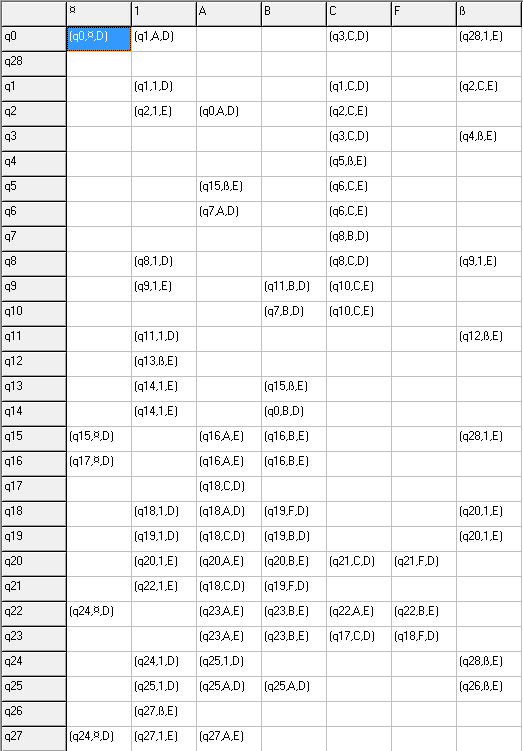 ¤ 1 A B C F ß
q0 (q0,¤,D) (q1,A,D) (q3,C,D) (q28,1,E)
q28
q1 (q1,1,D) (q1,C,D) (q2,C,E)
q2 (q2,1,E) (q0,A,D) (q2,C,E)
q3 (q3,C,D) (q4,ß,E)
q4 (q5,ß,E)
q5 (q15,ß,E) (q6,C,E)
q6 (q7,A,D) (q6,C,E)
q7 (q8,B,D)
q8 (q8,1,D) (q8,C,D) (q9,1,E)
q9 (q9,1,E) (q11,B,D) (q10,C,E)
q10 (q7,B,D) (q10,C,E)
q11 (q11,1,D) (q12,ß,E)
q12 (q13,ß,E)
q13 (q14,1,E) (q15,ß,E)
q14 (q14,1,E) (q0,B,D)
q15 (q15,¤,D) (q16,A,E) (q16,B,E) (q28,1,E)
q16 (q17,¤,D) (q16,A,E) (q16,B,E)
q17 (q18,C,D)
q18 (q18,1,D) (q18,A,D) (q19,F,D) (q20,1,E)
q19 (q19,1,D) (q18,C,D) (q19,B,D) (q20,1,E)
q20 (q20,1,E) (q20,A,E) (q20,B,E) (q21,C,D) (q21,F,D)
q21 (q22,1,E) (q18,C,D) (q19,F,D)
q22 (q24,¤,D) (q23,A,E) (q23,B,E) (q22,A,E) (q22,B,E)
q23 (q23,A,E) (q23,B,E) (q17,C,D) (q18,F,D)
q24 (q24,1,D) (q25,1,D) (q28,ß,E)
q25 (q25,1,D) (q25,A,D) (q25,A,D) (q26,ß,E)
q26 (q27,ß,E)
q27 (q24,¤,D) (q27,1,E) (q27,A,E)